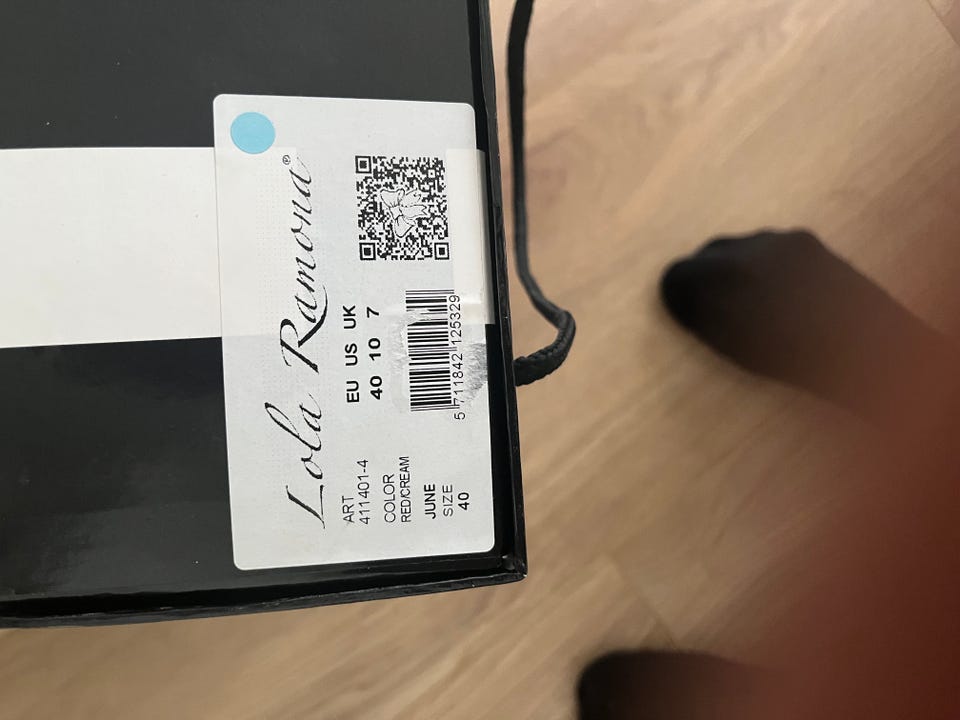 Lola Ramona®
ART
411401-4
COLOR
RED/CREAM
JUNE
SIZE
40
EU US UK
40 10 7
5 711842 125329